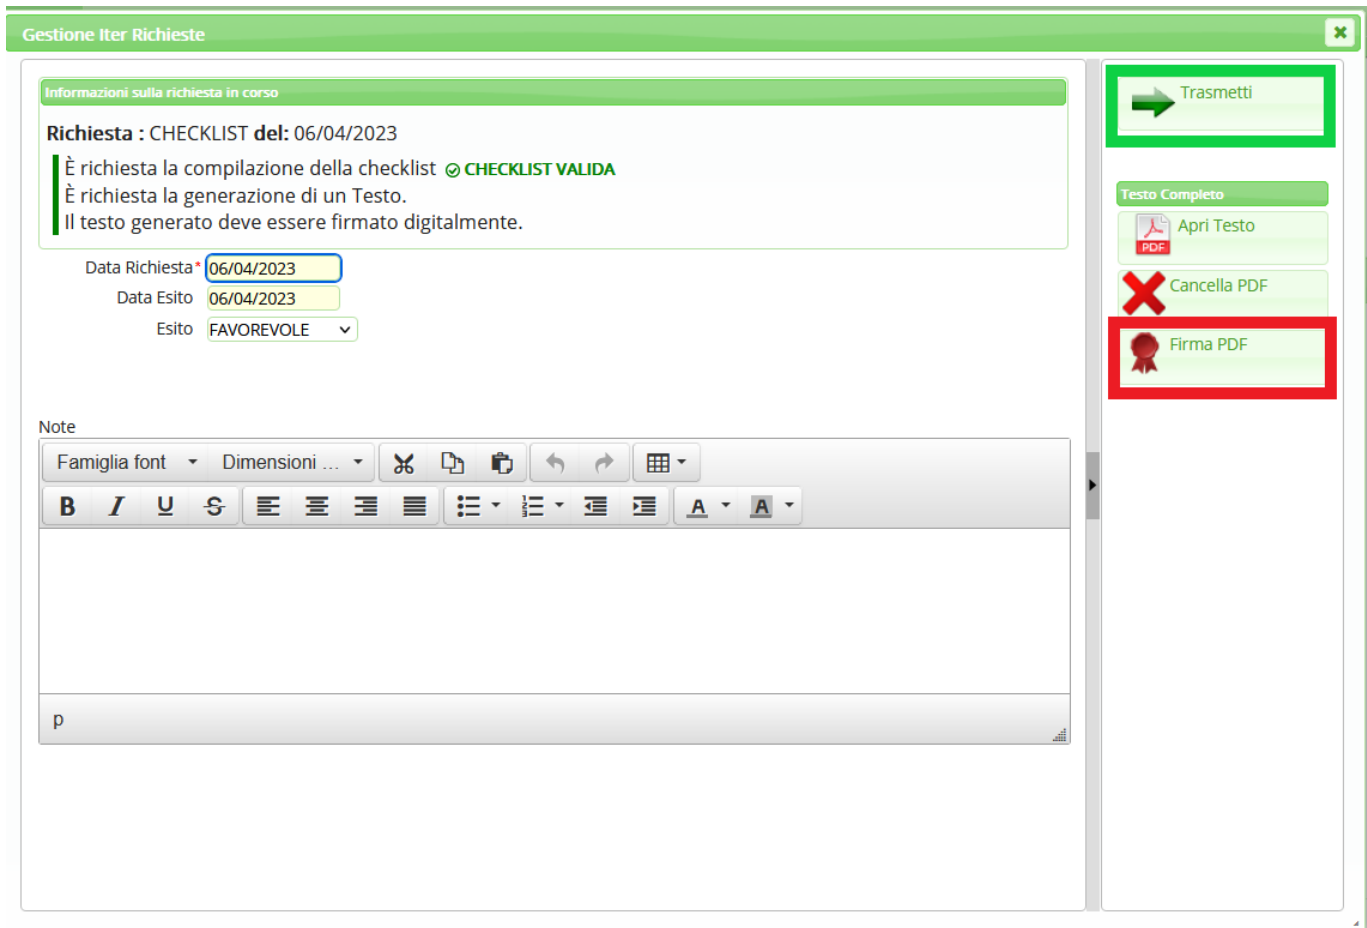 Gestione Iter Richieste
Informazioni sulla richiesta in corso
Richiesta : CHECKLIST del: 06/04/2023
È richiesta la compilazione della checklist CHECKLIST VALIDA
È richiesta la generazione di un Testo.
Il testo generato deve essere firmato digitalmente.
Data Richiesta* 06/04/2023
Data Esito 06/04/2023
Esito FAVOREVOLE
Note
Famiglia font Dimensioni ...
B I U S A A
p
Trasmetti
Testo Completo
PDF Apri Testo
Cancella PDF
Firma PDF